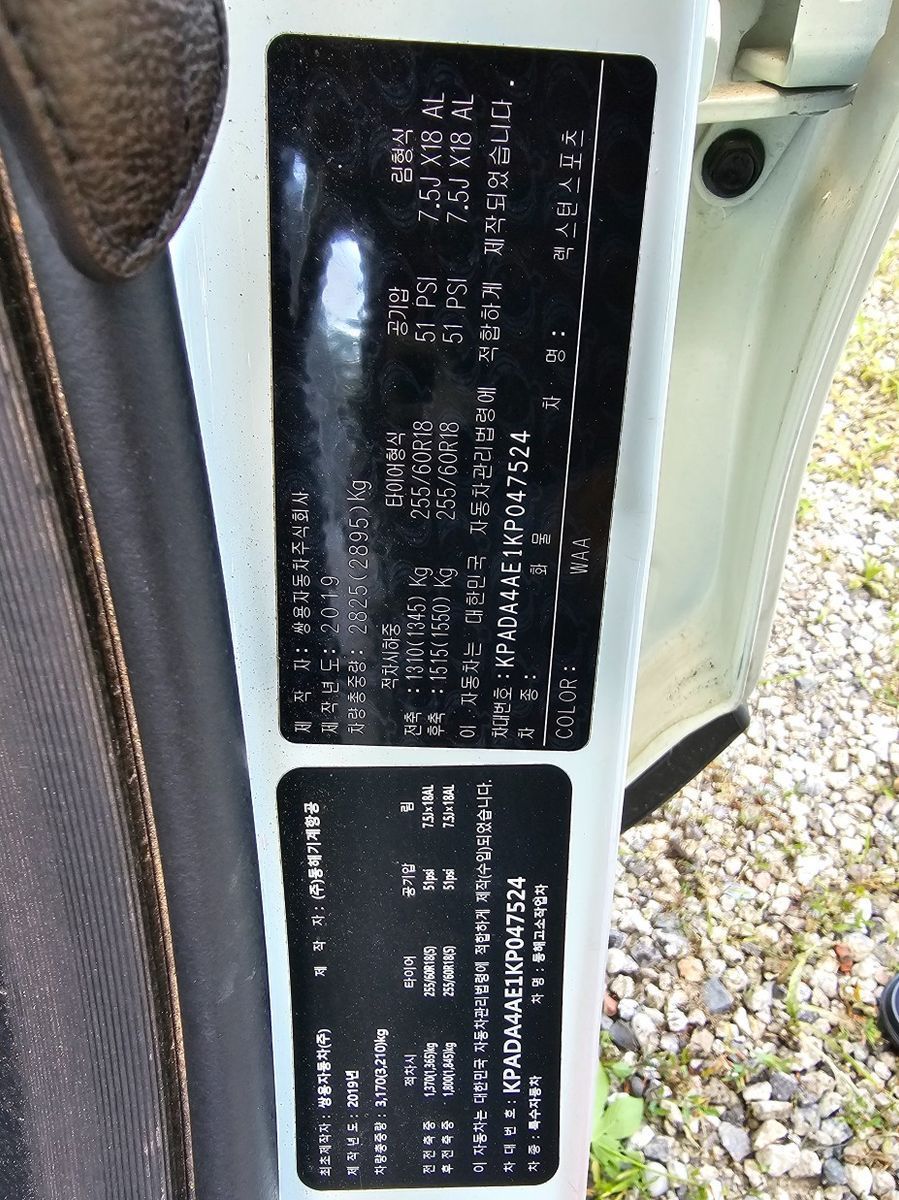 제 작 자: 쌍용자동차주식회사
제작년도: 2019
차량총중량: 2825(2895)Kg
적차시하중 타이어형식 공기압 림형식
전축: 1310(1345) Kg 255/60R18 51 PSI 7.5J X18 AL
후축: 1515(1550) Kg 255/60R18 51 PSI 7.5J X18 AL
이 자동차는 대한민국 자동차관리법령에 적합하게 제작되었습니다.
차대번호: KPADA4AE1KP047524
차 종: 화 물 차 명: 렉스턴스포츠
COLOR: WAA
최초제작자: 쌍용자동차(주) 제 작 자: (주)동해기계항공
제작년도: 2019년
차량총중량: 3,170(3,210)kg
적차시 타이어 공기압 림
전전축중 1,370(1,365)kg 255/60R18(S) 51psi 7.5J×18AL
후전축중 1,800(1,845)kg 255/60R18(S) 51psi 7.5J×18AL
이 자동차는 대한민국 자동차관리법령에 적합하게 제작(수입)되었습니다.
차 대 번 호: KPADA4AE1KP047524
차종: 특수자동차 차 명: 동해고소작업차